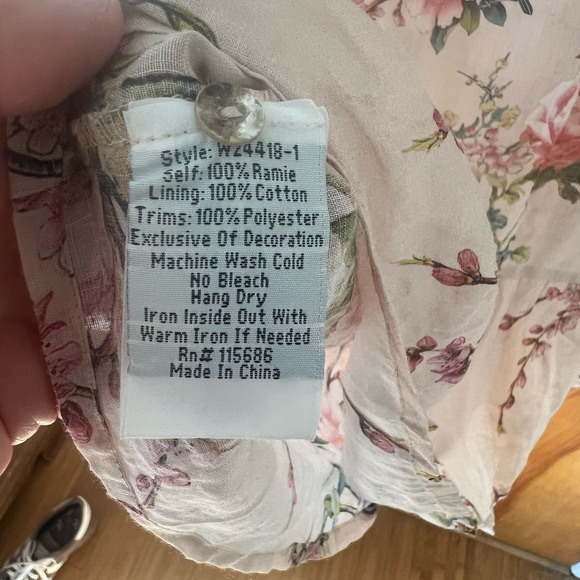 Style: W24418-1
Self: 100% Ramie
Lining: 100% Cotton
Trims: 100% Polyester
Exclusive Of Decoration
Machine Wash Cold
No Bleach
Hang Dry
Iron Inside Out With
Warm Iron If Needed
Rn# 115686
Made In China